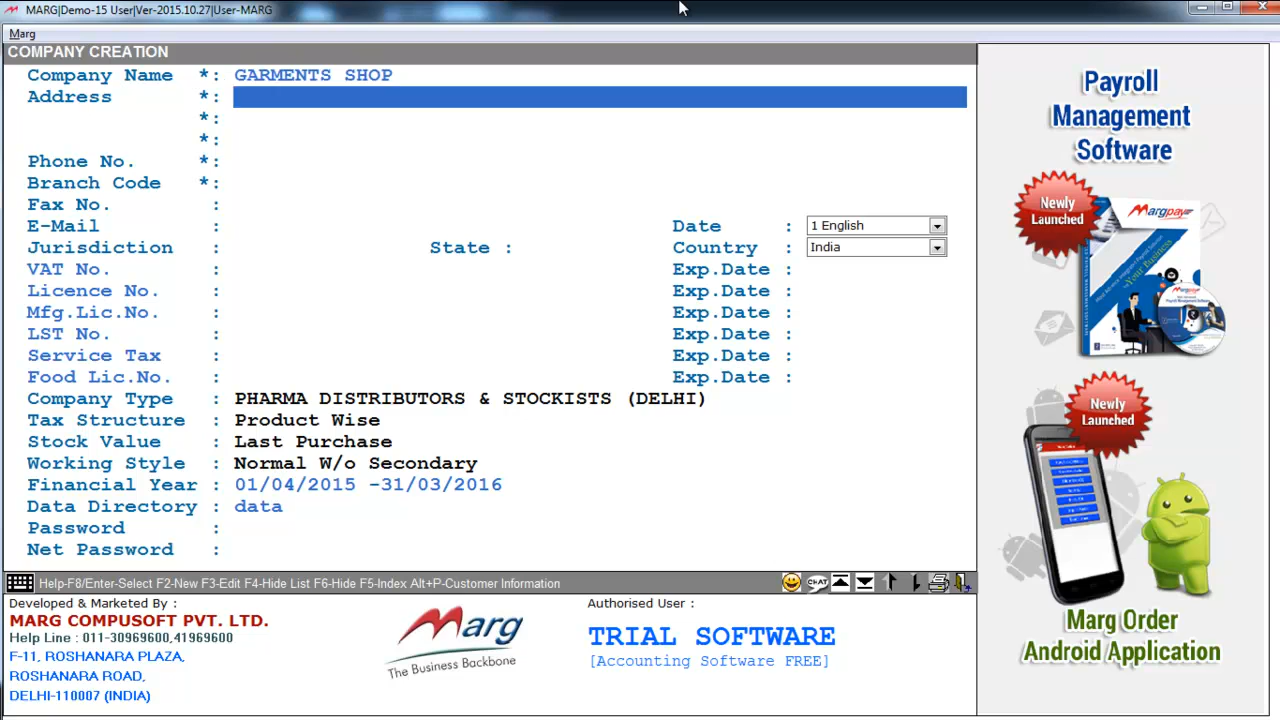 MARG|Demo-15 User|Ver-2015.10.27|User-MARG
Marg
COMPANY CREATION
Company Name *: GARMENTS SHOP
Address *:
*:
*:
Phone No. *:
Branch Code *:
Fax No. :
E-Mail : Date : 1 English
Jurisdiction : State : Country : India
VAT No. : Exp.Date :
Licence No. : Exp.Date :
Mfg.Lic.No. : Exp.Date :
LST No. : Exp.Date :
Service Tax : Exp.Date :
Food Lic.No. : Exp.Date :
Company Type : PHARMA DISTRIBUTORS & STOCKISTS (DELHI)
Tax Structure : Product Wise
Stock Value : Last Purchase
Working Style : Normal W/o Secondary
Financial Year : 01/04/2015 -31/03/2016
Data Directory : data
Password :
Net Password :
Help-F8/Enter-Select F2-New F3-Edit F4-Hide List F6-Hide F5-Index Alt+P-Customer Information
CHAT
Developed & Marketed By :
MARG COMPUSOFT PVT. LTD.
Help Line : 011-30969600,41969600
F-11, ROSHANARA PLAZA,
ROSHANARA ROAD,
DELHI-110007 (INDIA)
Marg
The Business Backbone
Authorised User :
TRIAL SOFTWARE
[Accounting Software FREE]
Payroll
Management
Software
Newly
Launched
Margpay
Your Business
Newly
Launched
Marg Order
Android Application